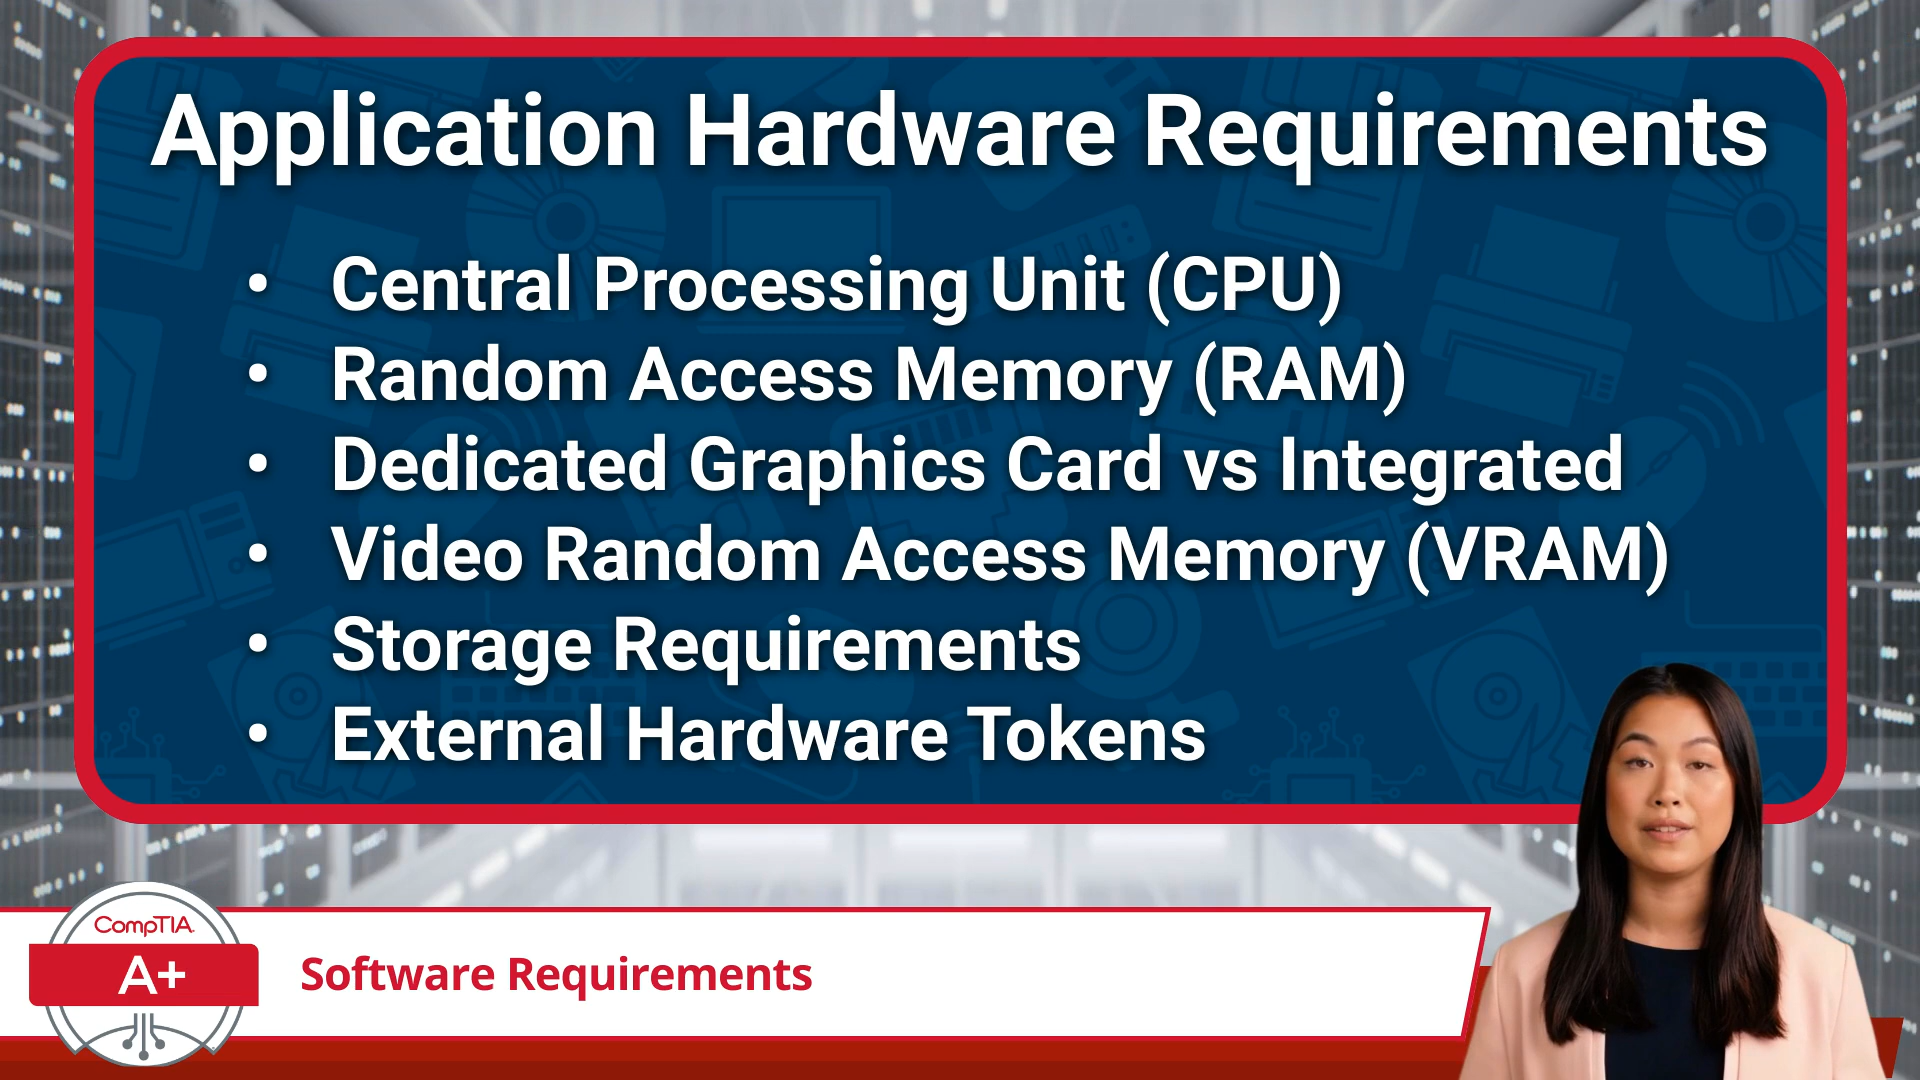 Application Hardware Requirements
• Central Processing Unit (CPU)
• Random Access Memory (RAM)
• Dedicated Graphics Card vs Integrated
• Video Random Access Memory (VRAM)
• Storage Requirements
• External Hardware Tokens
CompTIA.
A+
Software Requirements